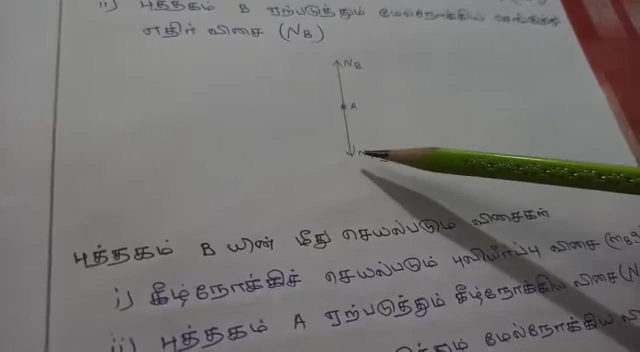 ii) புத்தகம் B ஏற்படுத்தும் மேல்நோக்கிய
எதிர் விசை (NB)
NB
A
புத்தகம் B யின் மீது செயல்படும் விசைகள்
i) கீழ்நோக்கிச் செயல்படும் புவியீர்ப்பு விசை
ii) புத்தகம் A ஏற்படுத்தும் கீழ்நோக்கிய விசை (N
மேல்நோக்கிய